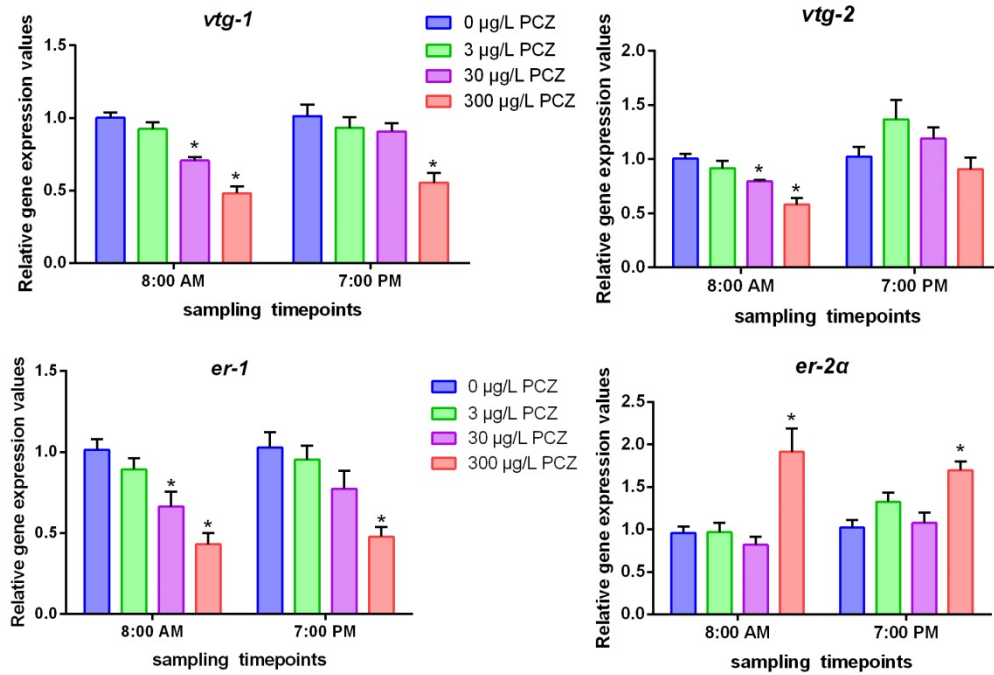 vtg-1
Relative gene expression values
1.5
1.0
0.5
0.0
*
*
*
8:00 AM
7:00 PM
sampling timepoints
0 µg/L PCZ
3 µg/L PCZ
30 µg/L PCZ
300 µg/L PCZ
vtg-2
Relative gene expression values
2.0
1.5
1.0
0.5
0.0
*
*
8:00 AM
7:00 PM
sampling timepoints
er-1
Relative gene expression values
1.5
1.0
0.5
0.0
*
*
*
8:00 AM
7:00 PM
sampling timepoints
0 µg/L PCZ
3 µg/L PCZ
30 µg/L PCZ
300 µg/L PCZ
er-2α
Relative gene expression values
2.5
2.0
1.5
1.0
0.5
0.0
*
*
8:00 AM
7:00 PM
sampling timepoints